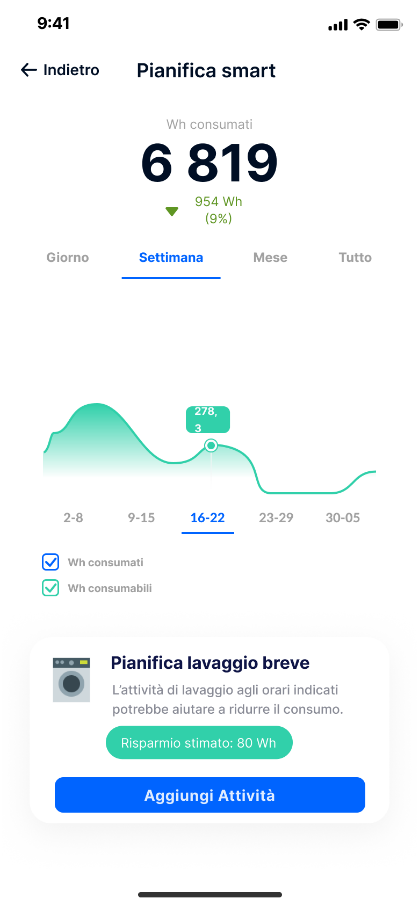 9:41
Indietro
Pianifica smart
Wh consumati
6 819
954 Wh
(9%)
Giorno
Settimana
Mese
Tutto
278,
3
2-8
9-15
16-22
23-29
30-05
Wh consumati
Wh consumabili
Pianifica lavaggio breve
L'attività di lavaggio agli orari indicati
potrebbe aiutare a ridurre il consumo.
Risparmio stimato: 80 Wh
Aggiungi Attività